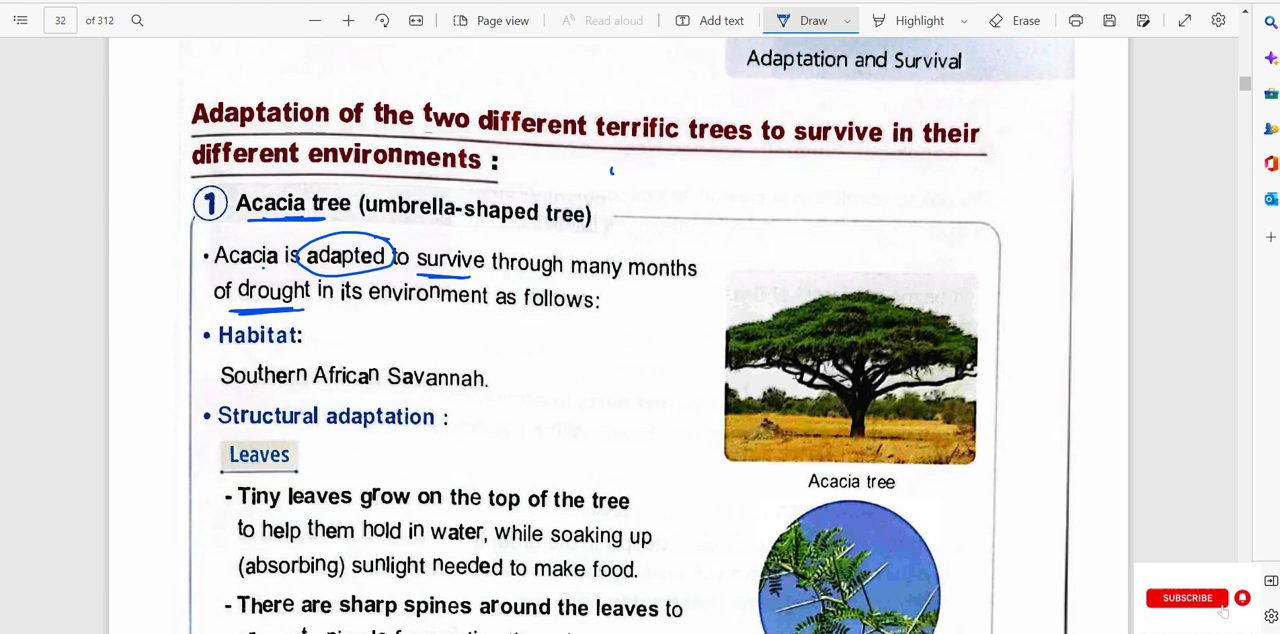 32
of 312
Page view
Read aloud
Add text
Draw
Highlight
Erase
Adaptation and Survival
Adaptation of the two different terrific trees to survive in their
different environments :
1 Acacia tree (umbrella-shaped tree)
• Acacia is adapted to survive through many months
of drought in its environment as follows:
• Habitat:
Southern African Savannah.
• Structural adaptation :
Leaves
- Tiny leaves grow on the top of the tree
to help them hold in water, while soaking up
(absorbing) sunlight needed to make food.
- There are sharp spines around the leaves to
Acacia tree
SUBSCRIBE